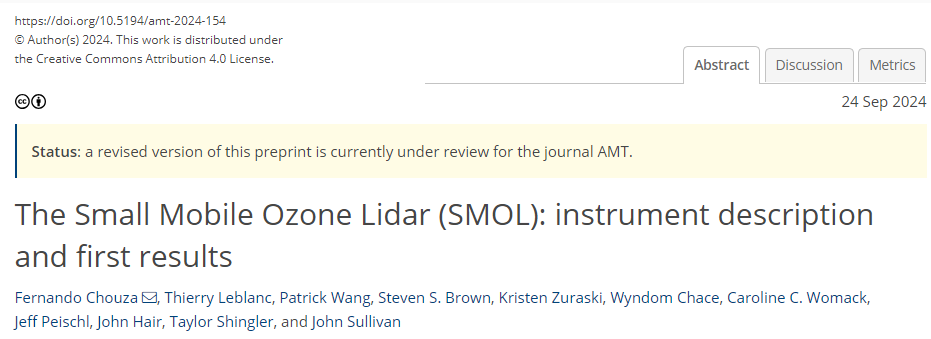 https://doi.org/10.5194/amt-2024-154
© Author(s) 2024. This work is distributed under
the Creative Commons Attribution 4.0 License.
Abstract
Discussion
Metrics
cc
24 Sep 2024
Status: a revised version of this preprint is currently under review for the journal AMT.
The Small Mobile Ozone Lidar (SMOL): instrument description
and first results
Fernando Chouza, Thierry Leblanc, Patrick Wang, Steven S. Brown, Kristen Zuraski, Wyndom Chace, Caroline C. Womack,
Jeff Peischl, John Hair, Taylor Shingler, and John Sullivan